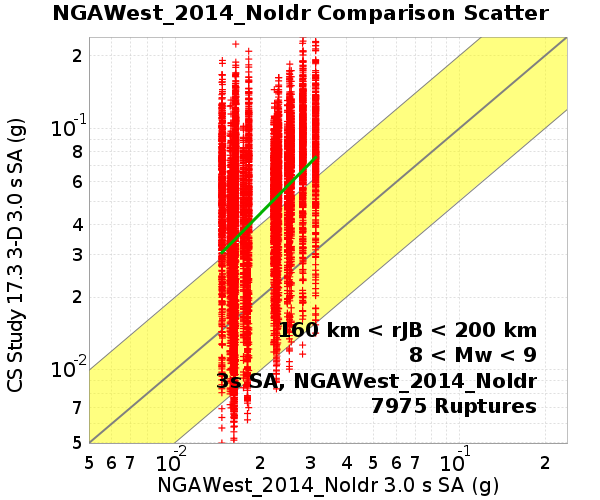 NGAWest_2014_NoIdr Comparison Scatter
CS Study 17.3 3-D 3.0 s SA (g)
2
10^-1
8
6
4
3
2
10^-2
8
7
6
5
160 km < rJB < 200 km
8 < Mw < 9
3s SA, NGAWest_2014_NoIdr
7975 Ruptures
5 6 7 10^-2 2 3 4 5 6 7 10^-1 2
NGAWest_2014_NoIdr 3.0 s SA (g)